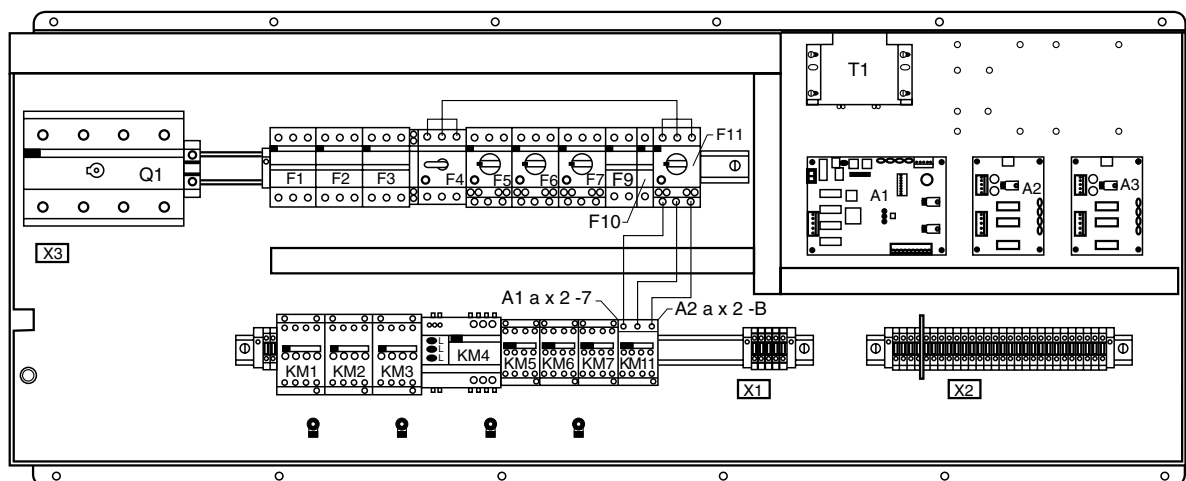 T1
F11
Q1
F1 F2 F3 F4 F5 F6 F7 F9
A1 A2 A3
F10
X3
A1 a x 2 -7 A2 a x 2 -B
L
L
L
KM4
KM1 KM2 KM3 KM5 KM6 KM7 KM11
X1 X2